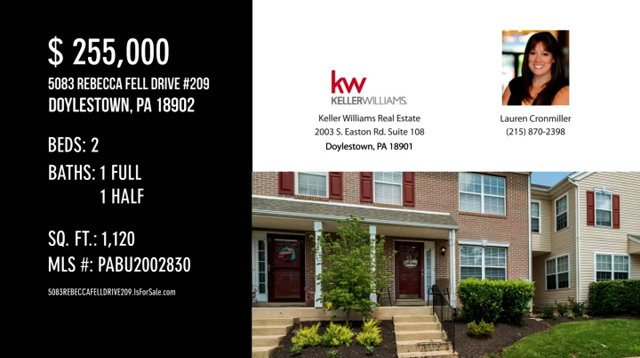 $ 255,000
5083 REBECCA FELL DRIVE #209
DOYLESTOWN, PA 18902
BEDS: 2
BATHS: 1 FULL
1 HALF
SQ. FT.: 1,120
MLS #: PABU2002830
5083REBECCAFELLDRIVE209.IsForSale.com
kw
KELLERWILLIAMS.
Keller Williams Real Estate
2003 S. Easton Rd. Suite 108
Doylestown, PA 18901
Lauren Cronmiller
(215) 870-2398